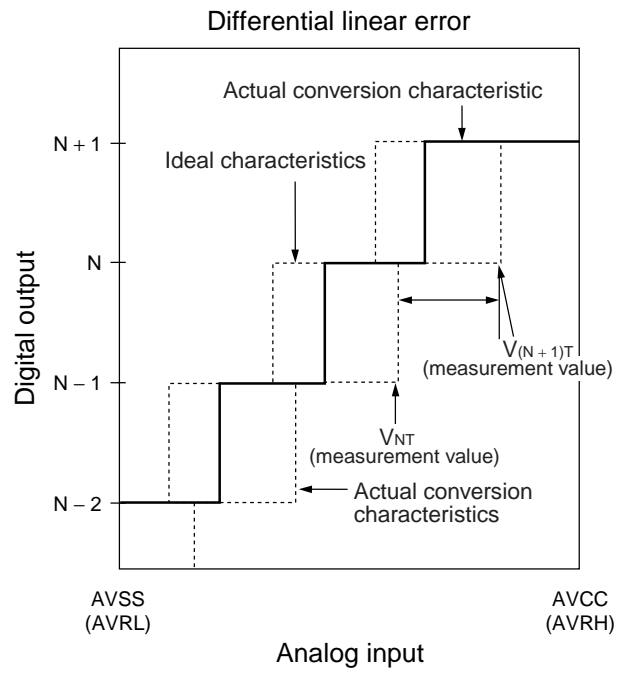 Differential linear error
Actual conversion characteristic
N + 1
Ideal characteristics
N
Digital output
V(N + 1)T
(measurement value)
N – 1
VNT
(measurement value)
N – 2
Actual conversion
characteristics
AVSS
(AVRL)
AVCC
(AVRH)
Analog input